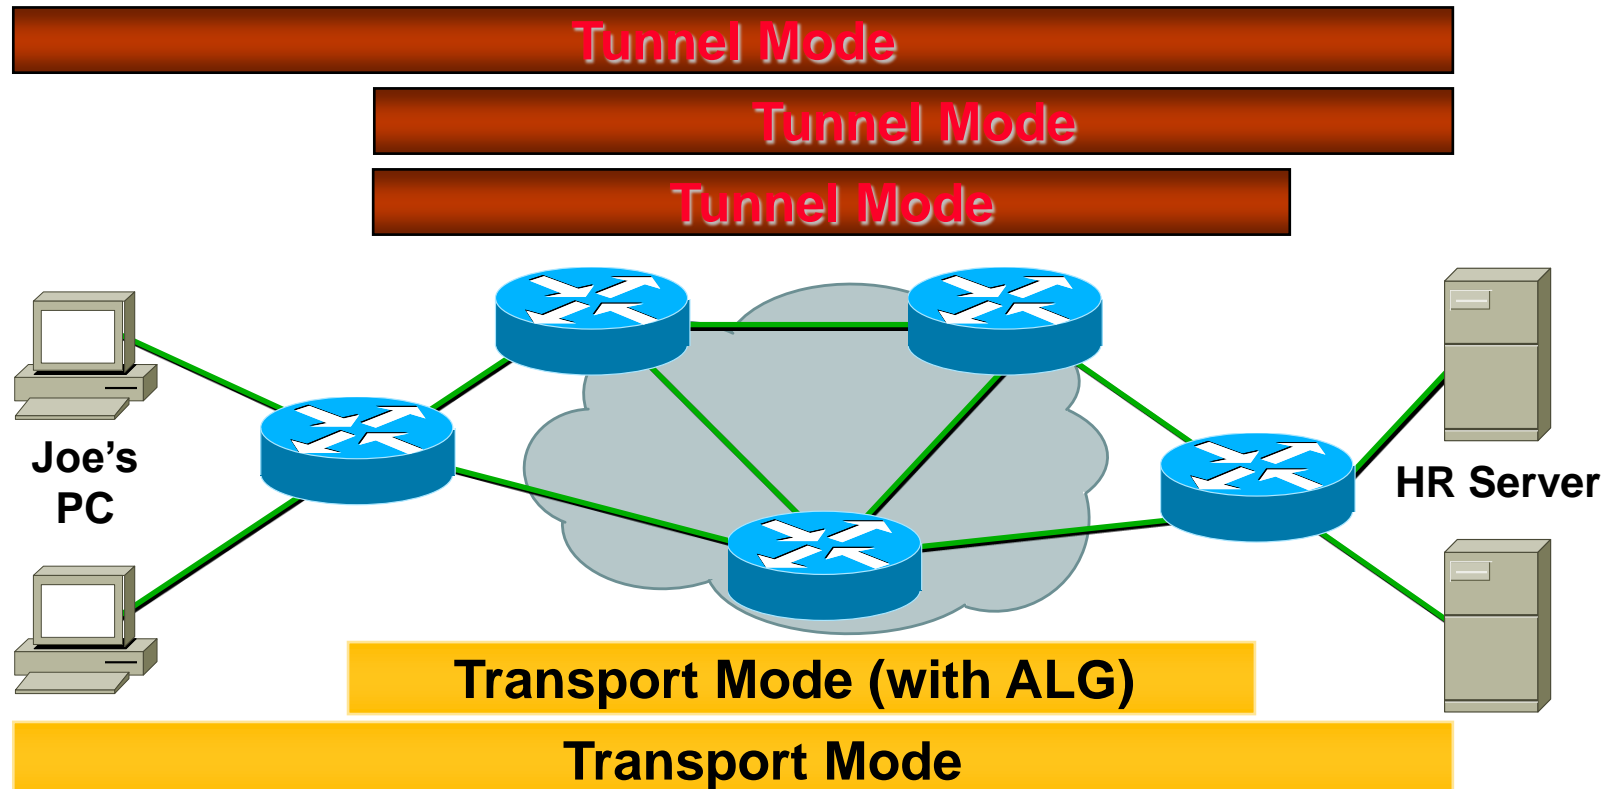 Tunnel Mode
Tunnel Mode
Tunnel Mode
Joe’s
PC
HR Server
Transport Mode (with ALG)
Transport Mode